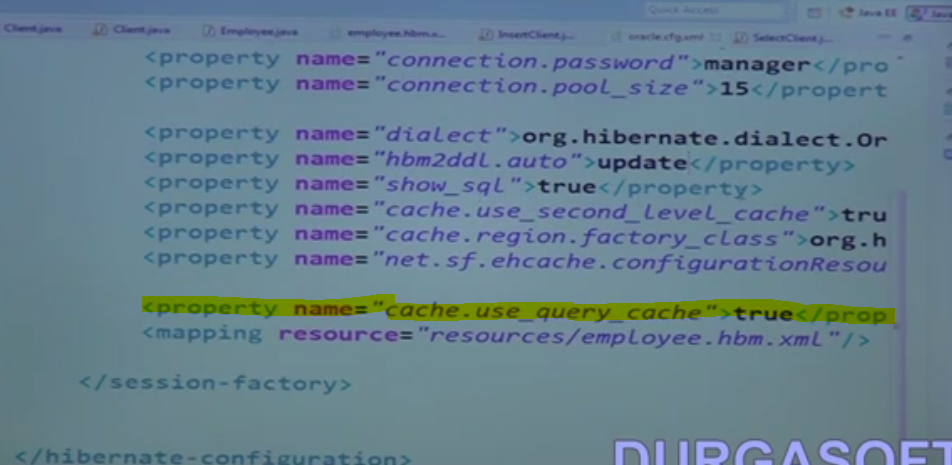 Quick Access
Java EE
Java
Client.java Client.java Employee.java employee.hbm.x... InsertClient.j... oracle.cfg.xml SelectClient.j...
<property name="connection.password">manager</pro
<property name="connection.pool_size">15</propert
<property name="dialect">org.hibernate.dialect.Or
<property name="hbm2ddl.auto">update</property>
<property name="show_sql">true</property>
<property name="cache.use_second_level_cache">tru
<property name="cache.region.factory_class">org.h
<property name="net.sf.ehcache.configurationResou
<property name="cache.use_query_cache">true</prop
<mapping resource="resources/employee.hbm.xml"/>
</session-factory>
</hibernate-configuration>
DURGASOFT